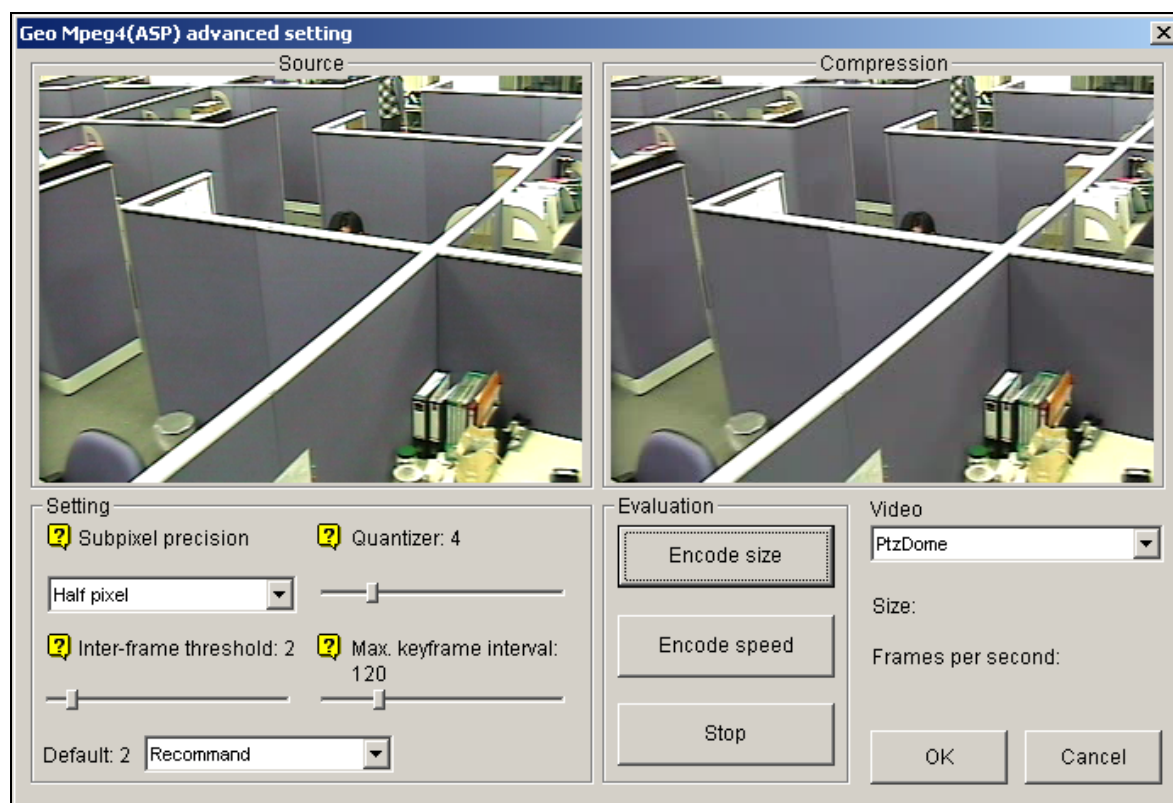 Geo Mpeg4(ASP) advanced setting
Source
Compression
Setting
Subpixel precision
Quantizer: 4
Half pixel
Inter-frame threshold: 2
Max. keyframe interval:
120
Default: 2
Recommand
Evaluation
Encode size
Encode speed
Stop
Video
PtzDome
Size:
Frames per second:
OK
Cancel